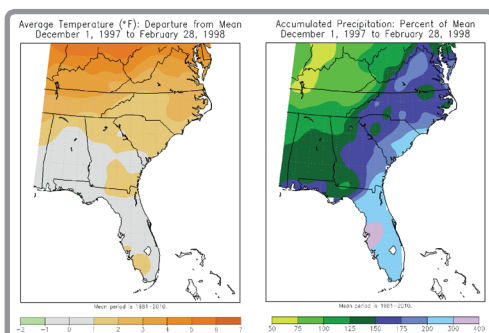 Average Temperature (°F): Departure from Mean
December 1, 1997 to February 28, 1998
Mean period is 1981-2010.
-2 -1 0 1 2 3 4 5 6 7
Accumulated Precipitation: Percent of Mean
December 1, 1997 to February 28, 1998
Mean period is 1981-2010.
50 75 100 125 150 175 200 300 400